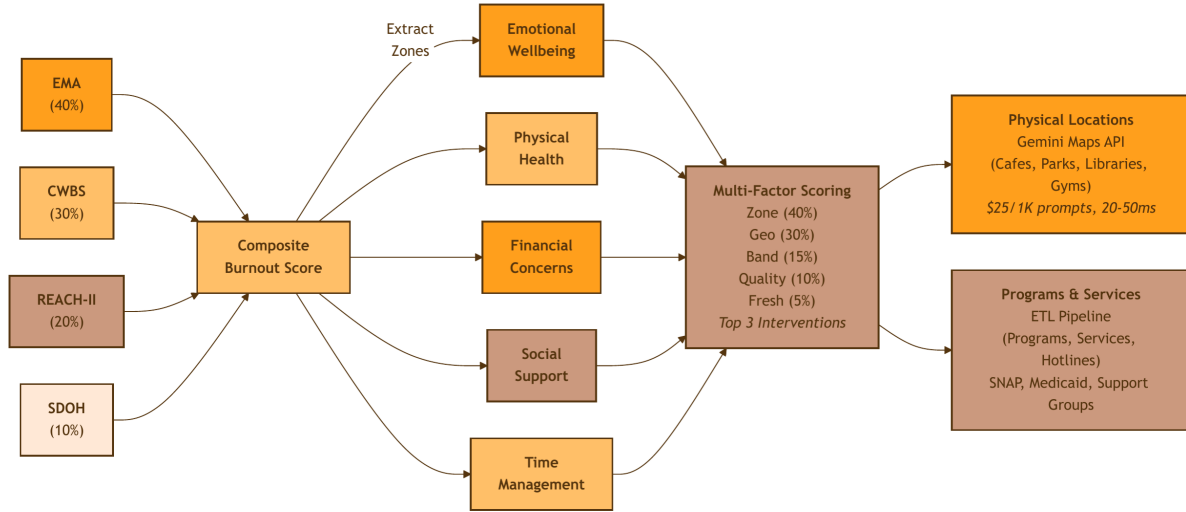 EMA
(40%)
CWBS
(30%)
REACH-II
(20%)
SDOH
(10%)
Composite
Burnout Score
Extract
Zones
Emotional
Wellbeing
Physical
Health
Financial
Concerns
Social
Support
Time
Management
Multi-Factor Scoring
Zone (40%)
Geo (30%)
Band (15%)
Quality (10%)
Fresh (5%)
Top 3 Interventions
Physical Locations
Gemini Maps API
(Cafes, Parks, Libraries,
Gyms)
$25/1K prompts, 20-50ms
Programs & Services
ETL Pipeline
(Programs, Services,
Hotlines)
SNAP, Medicaid, Support
Groups